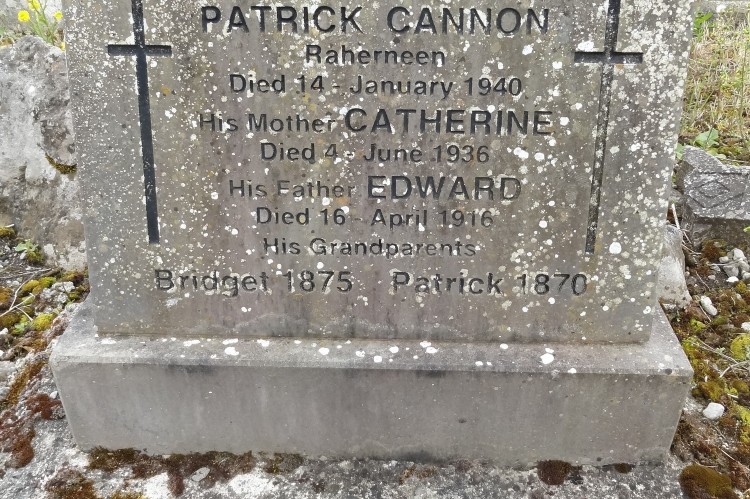 PATRICK CANNON
Raherneen
Died 14 - January 1940
His Mother CATHERINE
Died 4 - June 1936
His Father EDWARD
Died 16 - April 1916
His Grandparents
Bridget 1875 Patrick 1870